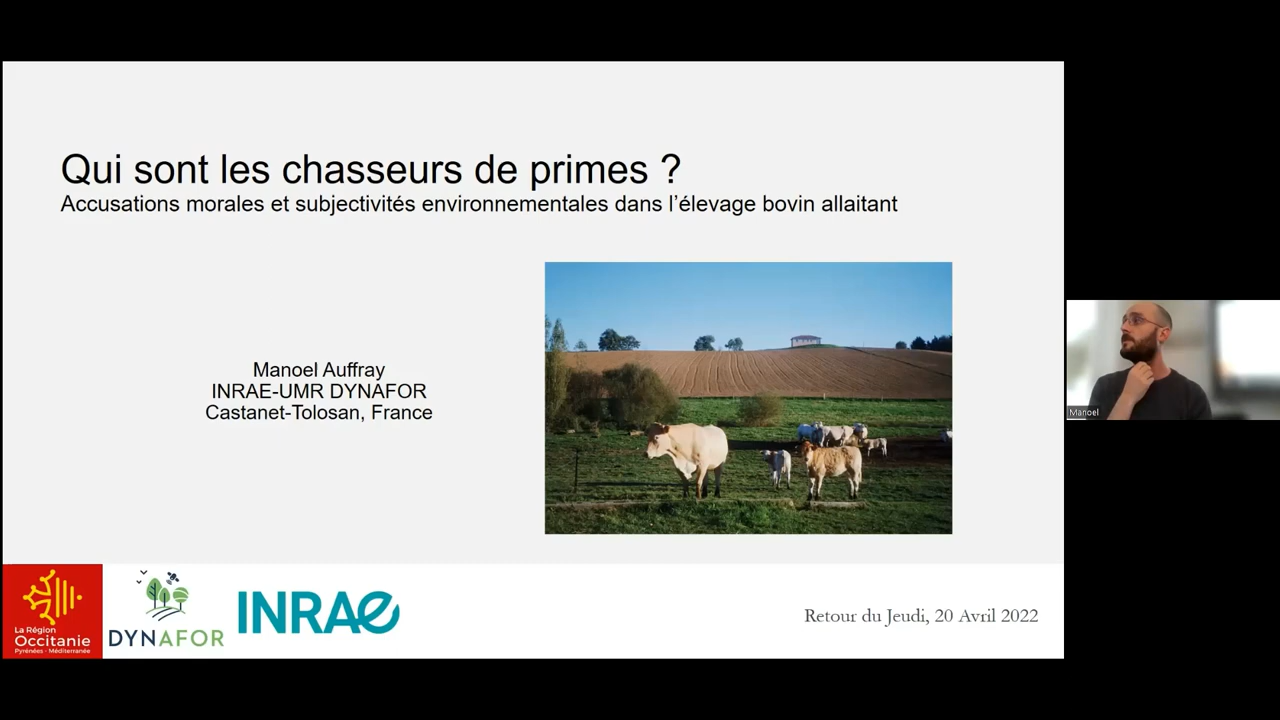 Qui sont les chasseurs de primes ?
Accusations morales et subjectivités environnementales dans l'élevage bovin allaitant
Manoel Auffray
INRAE-UMR DYNAFOR
Castanet-Tolosan, France
Manoel
La Région
Occitanie
Pyrénées - Méditerranée
DYNAFOR
INRAE
Retour du Jeudi, 20 Avril 2022